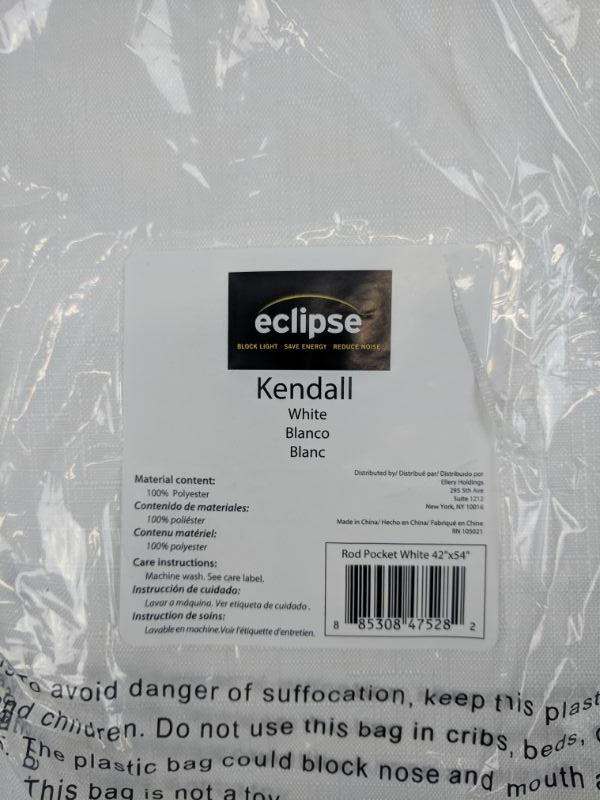 eclipse
BLOCK LIGHT SAVE ENERGY REDUCE NOISE
Kendall
White
Blanco
Blanc
Material content:
100% Polyester
Contenido de materiales:
100% poliéster
Contenu matériel:
100% polyester
Care instructions:
Machine wash. See care label.
Instrucción de cuidado:
Lavar a máquina. Ver etiqueta de cuidado.
Instruction de soins:
Lavable en machine. Voir l'étiquette d'entretien.
Distributed by/ Distribué par/ Distribuido por
Ellery Holdings
295 5th Ave
Suite 1212
New York, NY 10016
Made in China/ Hecho en China/ Fabriqué en Chine
RN 105021
Rod Pocket White 42"x54"
8 85308 47528 2
avoid danger of suffocation, keep this plast
children. Do not use this bag in cribs, beds,
The plastic bag could block nose and mouth
This bag is not a toy